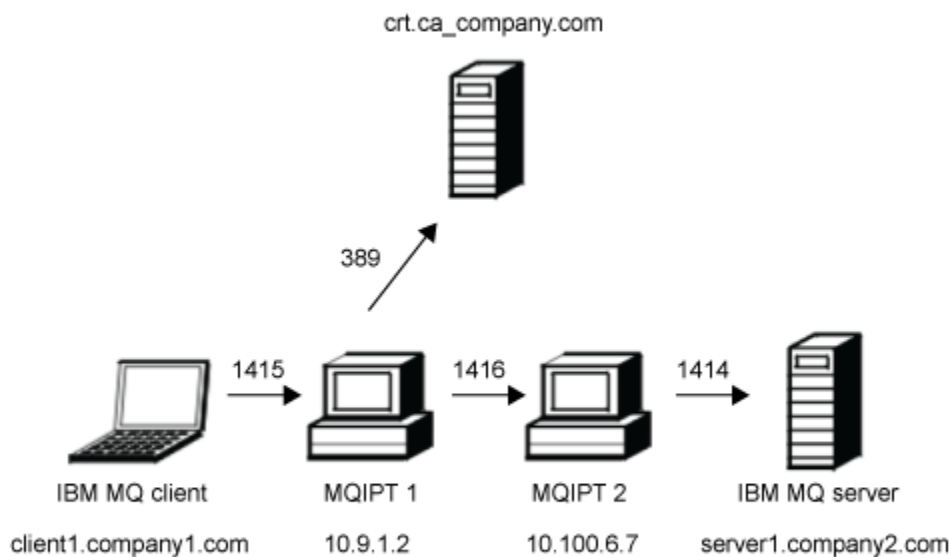 crt.ca_company.com
389
1415
1416
1414
IBM MQ client
MQIPT 1
MQIPT 2
IBM MQ server
client1.company1.com
10.9.1.2
10.100.6.7
server1.company2.com